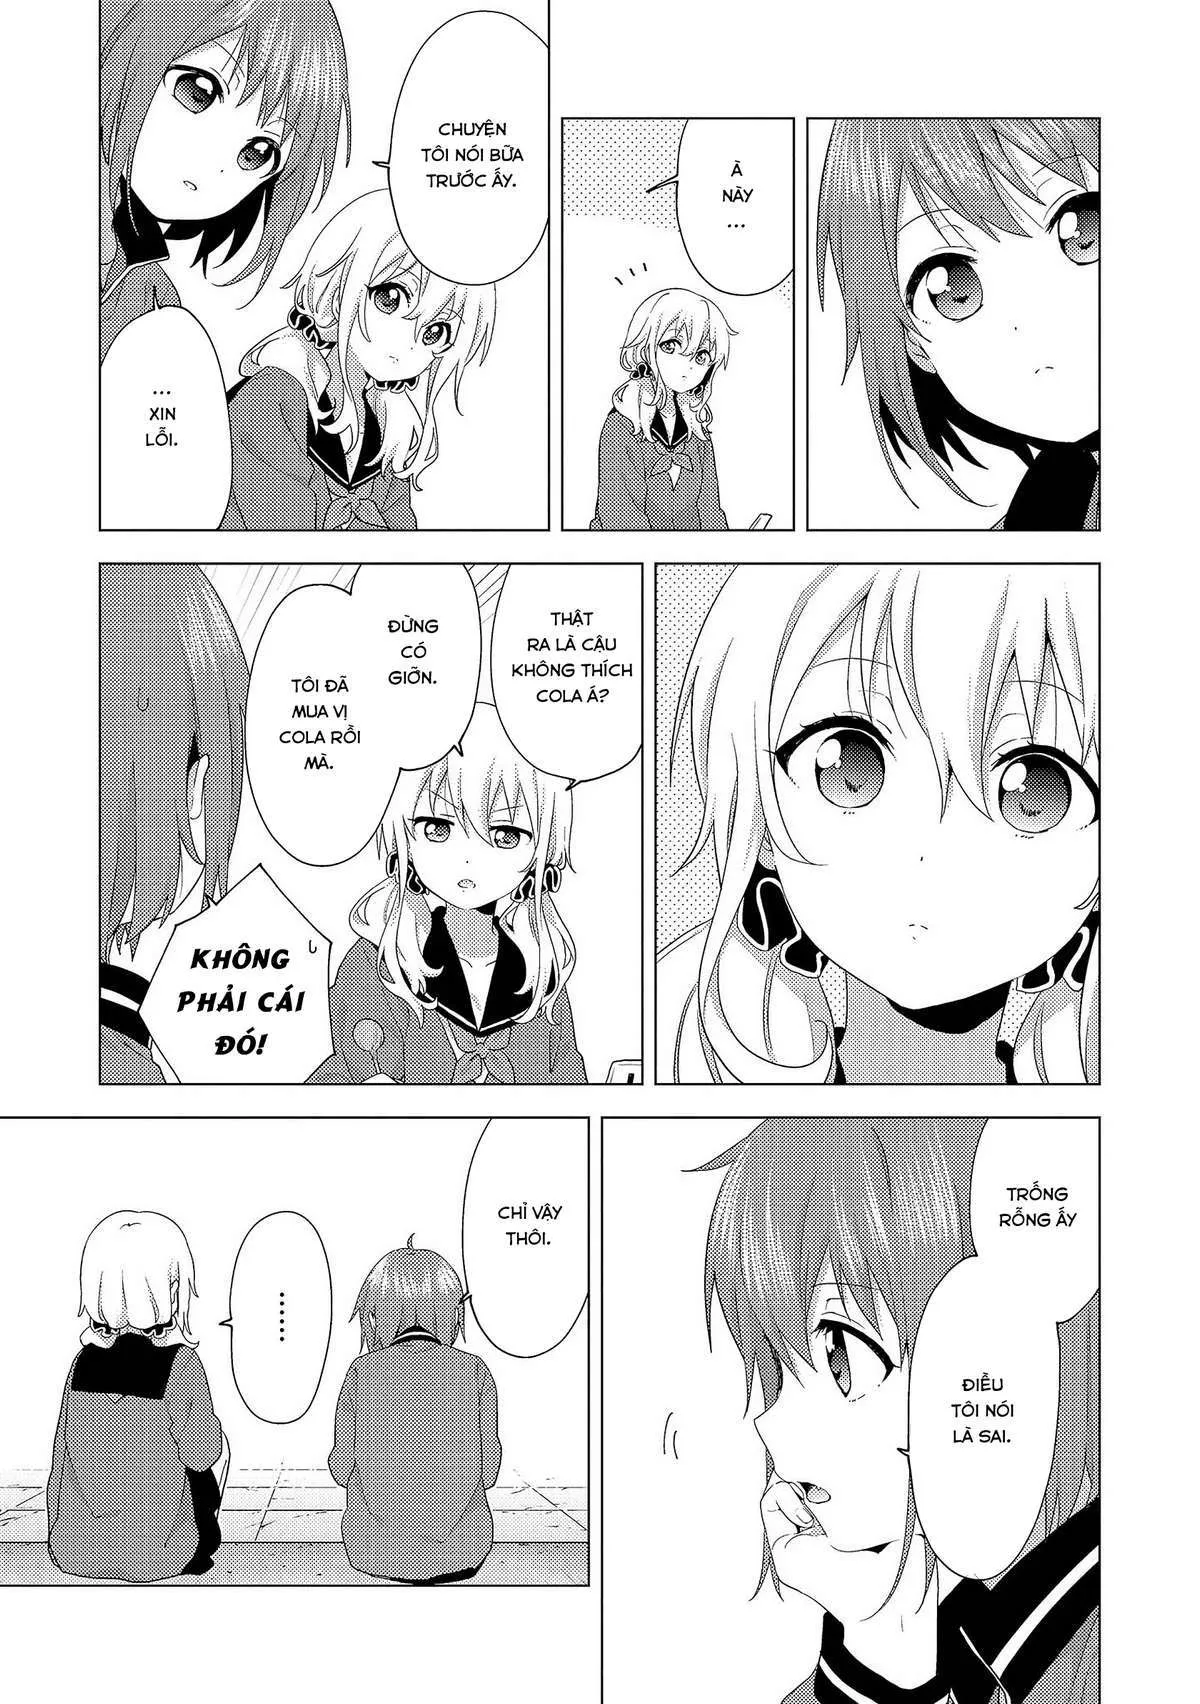 À
NÀY
...
CHUYỆN
TÔI NÓI BỮA
TRƯỚC ẤY.
...
XIN
LỖI.
THẬT
RA LÀ CẬU
KHÔNG THÍCH
COLA Á?
ĐỪNG
CÓ
GIỠN.
TÔI ĐÃ
MUA VỊ
COLA RỒI
MÀ.
KHÔNG
PHẢI CÁI
ĐÓ!
TRỐNG
RỖNG ẤY
ĐIỀU
TÔI NÓI
LÀ SAI.
CHỈ VẬY
THÔI.
......